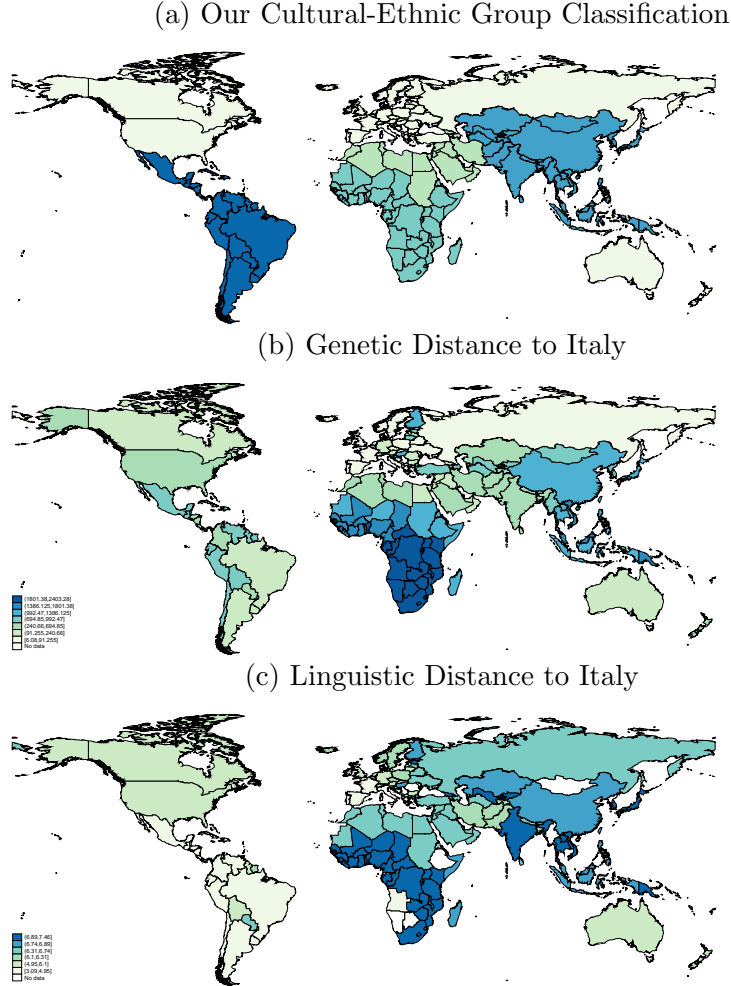 (a) Our Cultural-Ethnic Group Classification
(b) Genetic Distance to Italy
(1801.38,2403.28]
(1386.125,1801.38]
(992.47,1386.125]
(694.85,992.47]
(240.66,694.85]
(91.255,240.66]
[6.08,91.255]
No data
(c) Linguistic Distance to Italy
(6.89,7.46]
(6.74,6.89]
(6.31,6.74]
(6.1,6.31]
(4.95,6.1]
[3.09,4.95]
No data